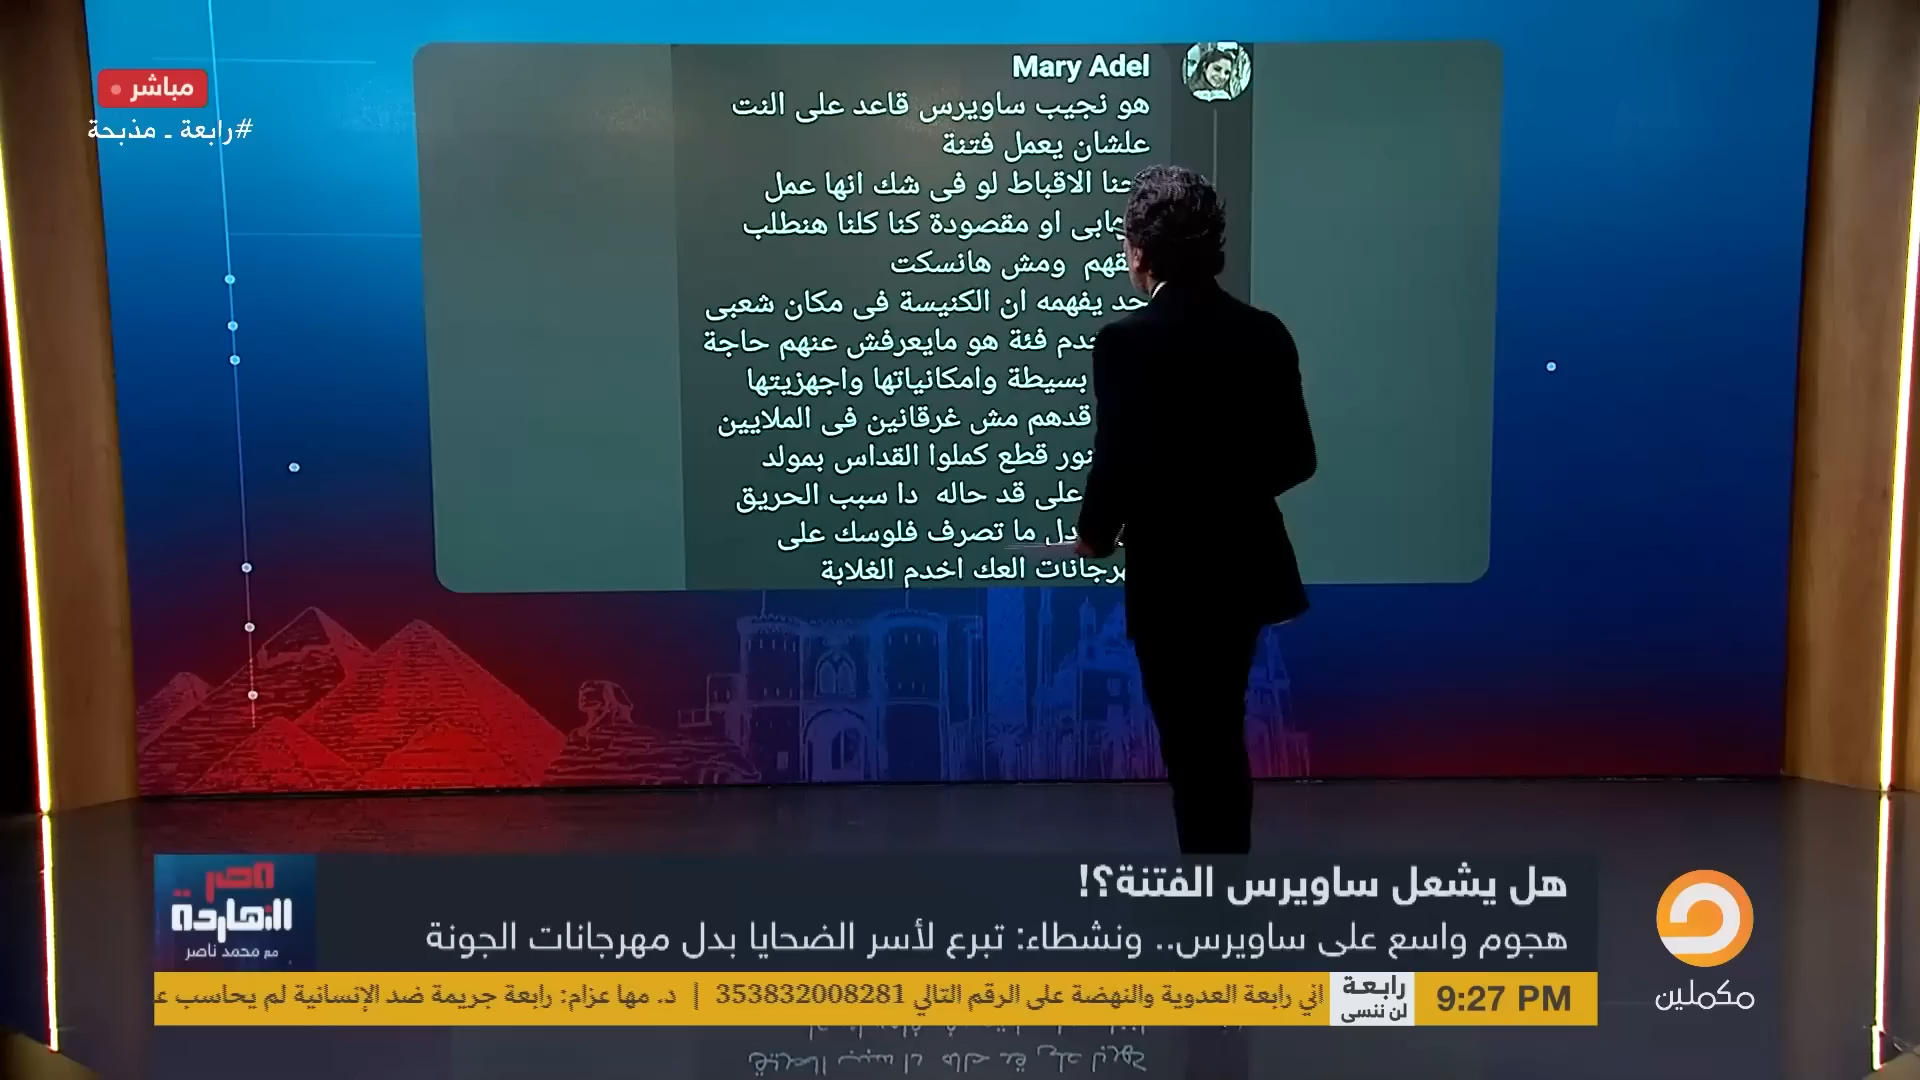 مباشر
#رابعة - مذبحة
Mary Adel
هو نجيب ساويرس قاعد على النت
علشان يعمل فتنة
الاقباط لو فى شك انها عمل
او مقصودة كنا كلنا هنطلب
ومش هانسكت
حد يفهمه ان الكنيسة فى مكان شعبى
فئة هو مايعرفش عنهم حاجة
بسيطة وامكانياتها واجهزيتها
قدهم مش غرقانين فى الملايين
قطع كملوا القداس بمولد
على قد حاله دا سبب الحريق
ما تصرف فلوسك على
العك اخدم الغلابة
هل يشعل ساويرس الفتنة؟!
هجوم واسع على ساويرس.. ونشطاء: تبرع لأسر الضحايا بدل مهرجانات الجونة
مصر
النهاردة
مع محمد ناصر
9:27 PM
رابعة
لن ننسى
اني رابعة العدوية والنهضة على الرقم التالي 353832008281 | د. مها عزام: رابعة جريمة ضد الإنسانية لم يحاسب
مكملين